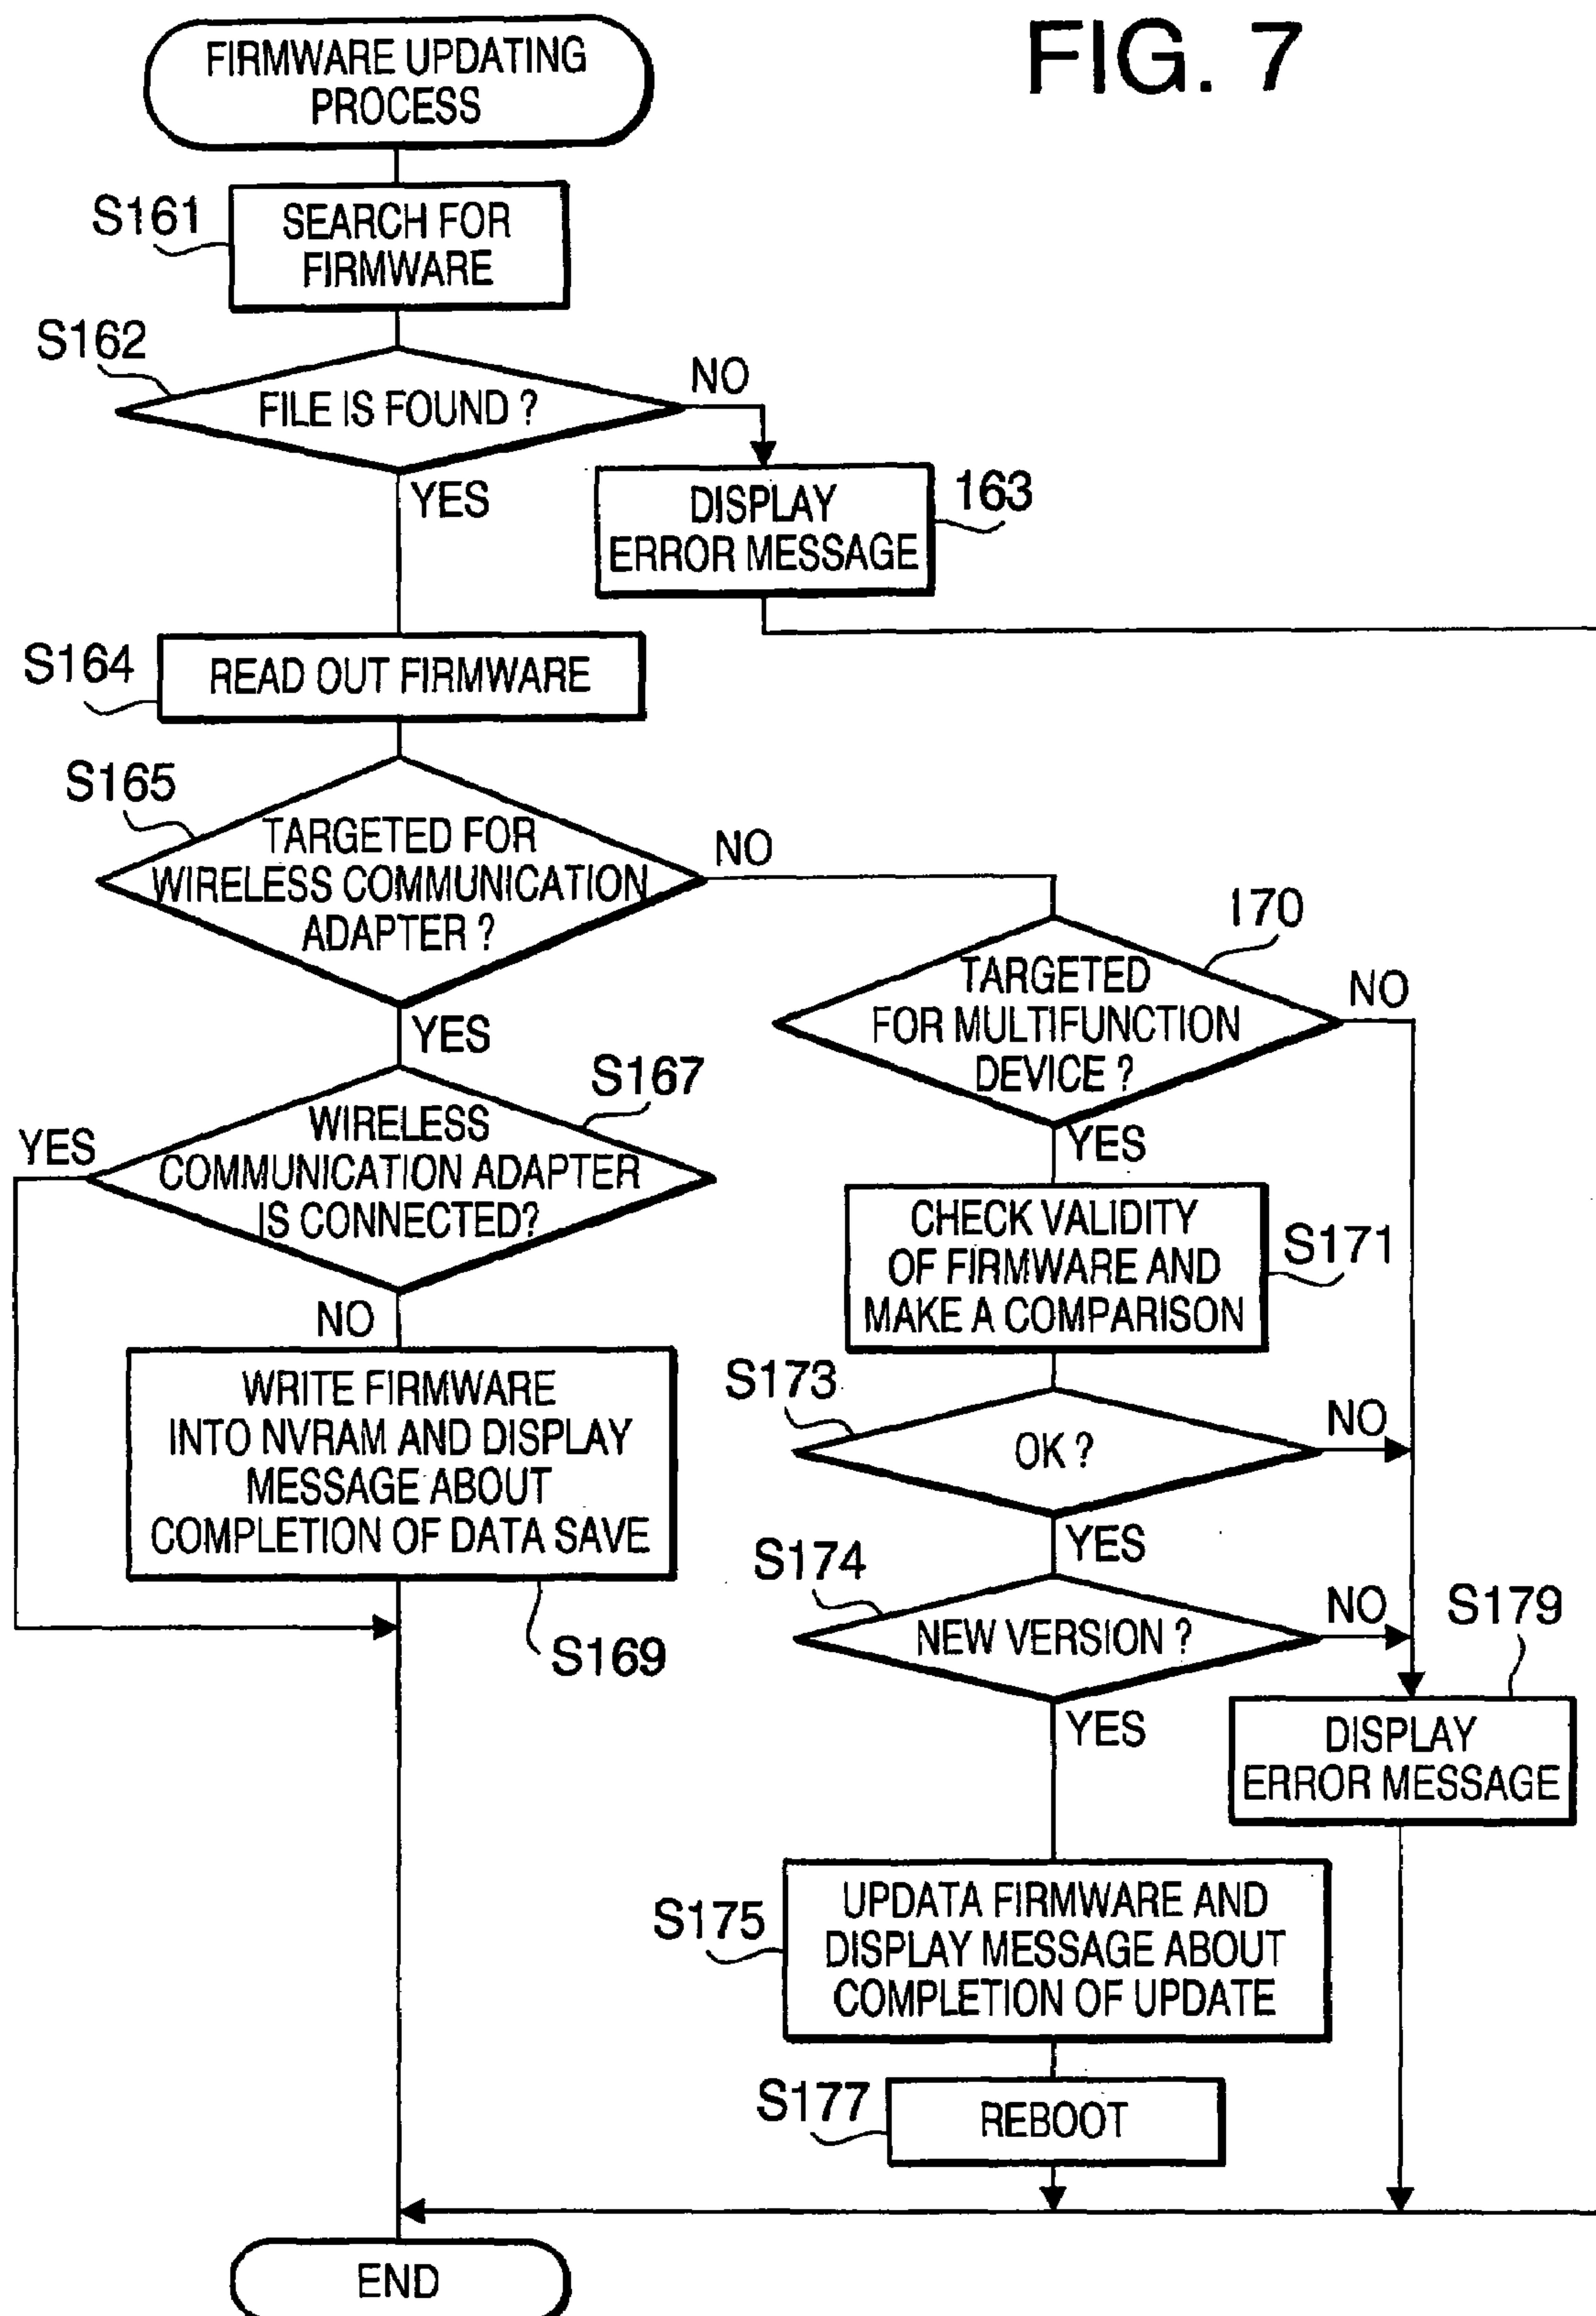 FIG. 7
FIRMWARE UPDATING
PROCESS
S161
SEARCH FOR
FIRMWARE
S162
FILE IS FOUND ?
NO
YES
DISPLAY
ERROR MESSAGE
163
S164
READ OUT FIRMWARE
S165
TARGETED FOR
WIRELESS COMMUNICATION
ADAPTER ?
NO
YES
170
TARGETED
FOR MULTIFUNCTION
DEVICE ?
NO
YES
S167
WIRELESS
COMMUNICATION ADAPTER
IS CONNECTED?
YES
NO
CHECK VALIDITY
OF FIRMWARE AND
MAKE A COMPARISON
S171
WRITE FIRMWARE
INTO NVRAM AND DISPLAY
MESSAGE ABOUT
COMPLETION OF DATA SAVE
S169
S173
OK ?
NO
YES
S174
NEW VERSION ?
NO
YES
S179
DISPLAY
ERROR MESSAGE
S175
UPDATA FIRMWARE AND
DISPLAY MESSAGE ABOUT
COMPLETION OF UPDATE
S177
REBOOT
END